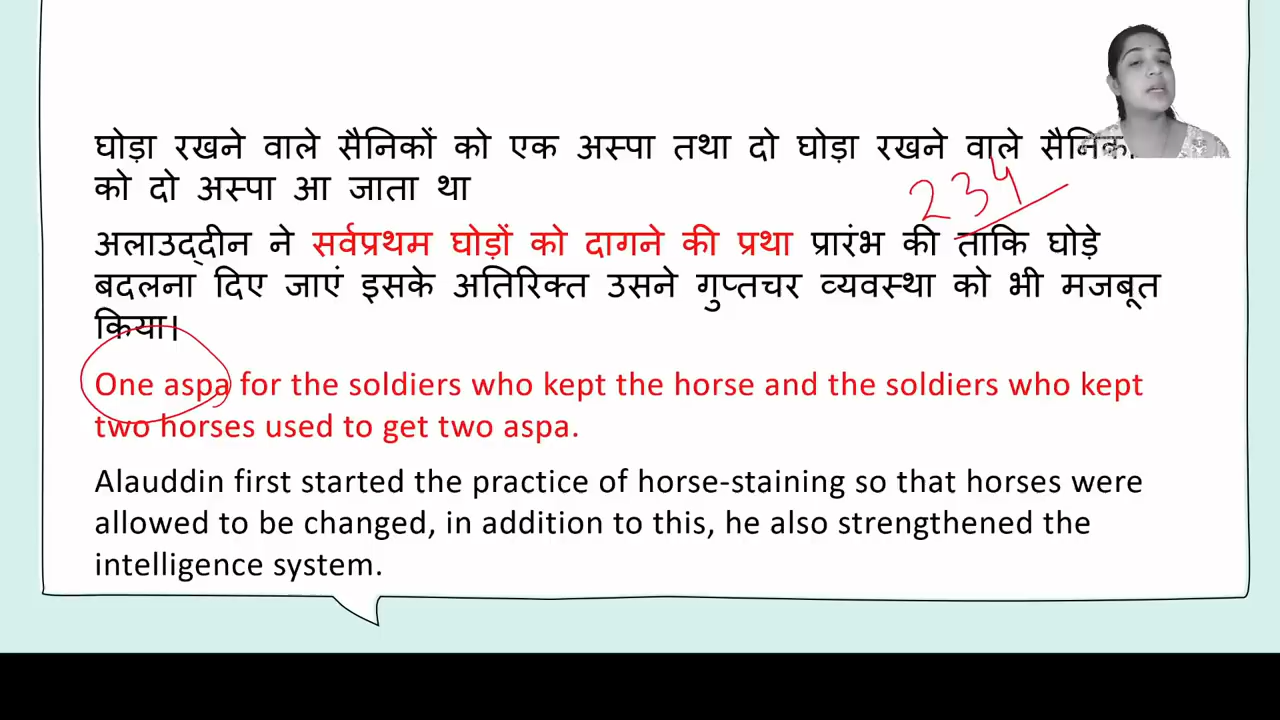 घोड़ा रखने वाले सैनिकों को एक अस्पा तथा दो घोड़ा रखने वाले
को दो अस्पा आ जाता था
234
अलाउद्दीन ने सर्वप्रथम घोड़ों को दागने की प्रथा प्रारंभ की ताकि घोड़े
बदलना दिए जाएं इसके अतिरिक्त उसने गुप्तचर व्यवस्था को भी मजबूत
किया|
One aspa for the soldiers who kept the horse and the soldiers who kept
two horses used to get two aspa.
Alauddin first started the practice of horse-staining so that horses were
allowed to be changed, in addition to this, he also strengthened the
intelligence system.